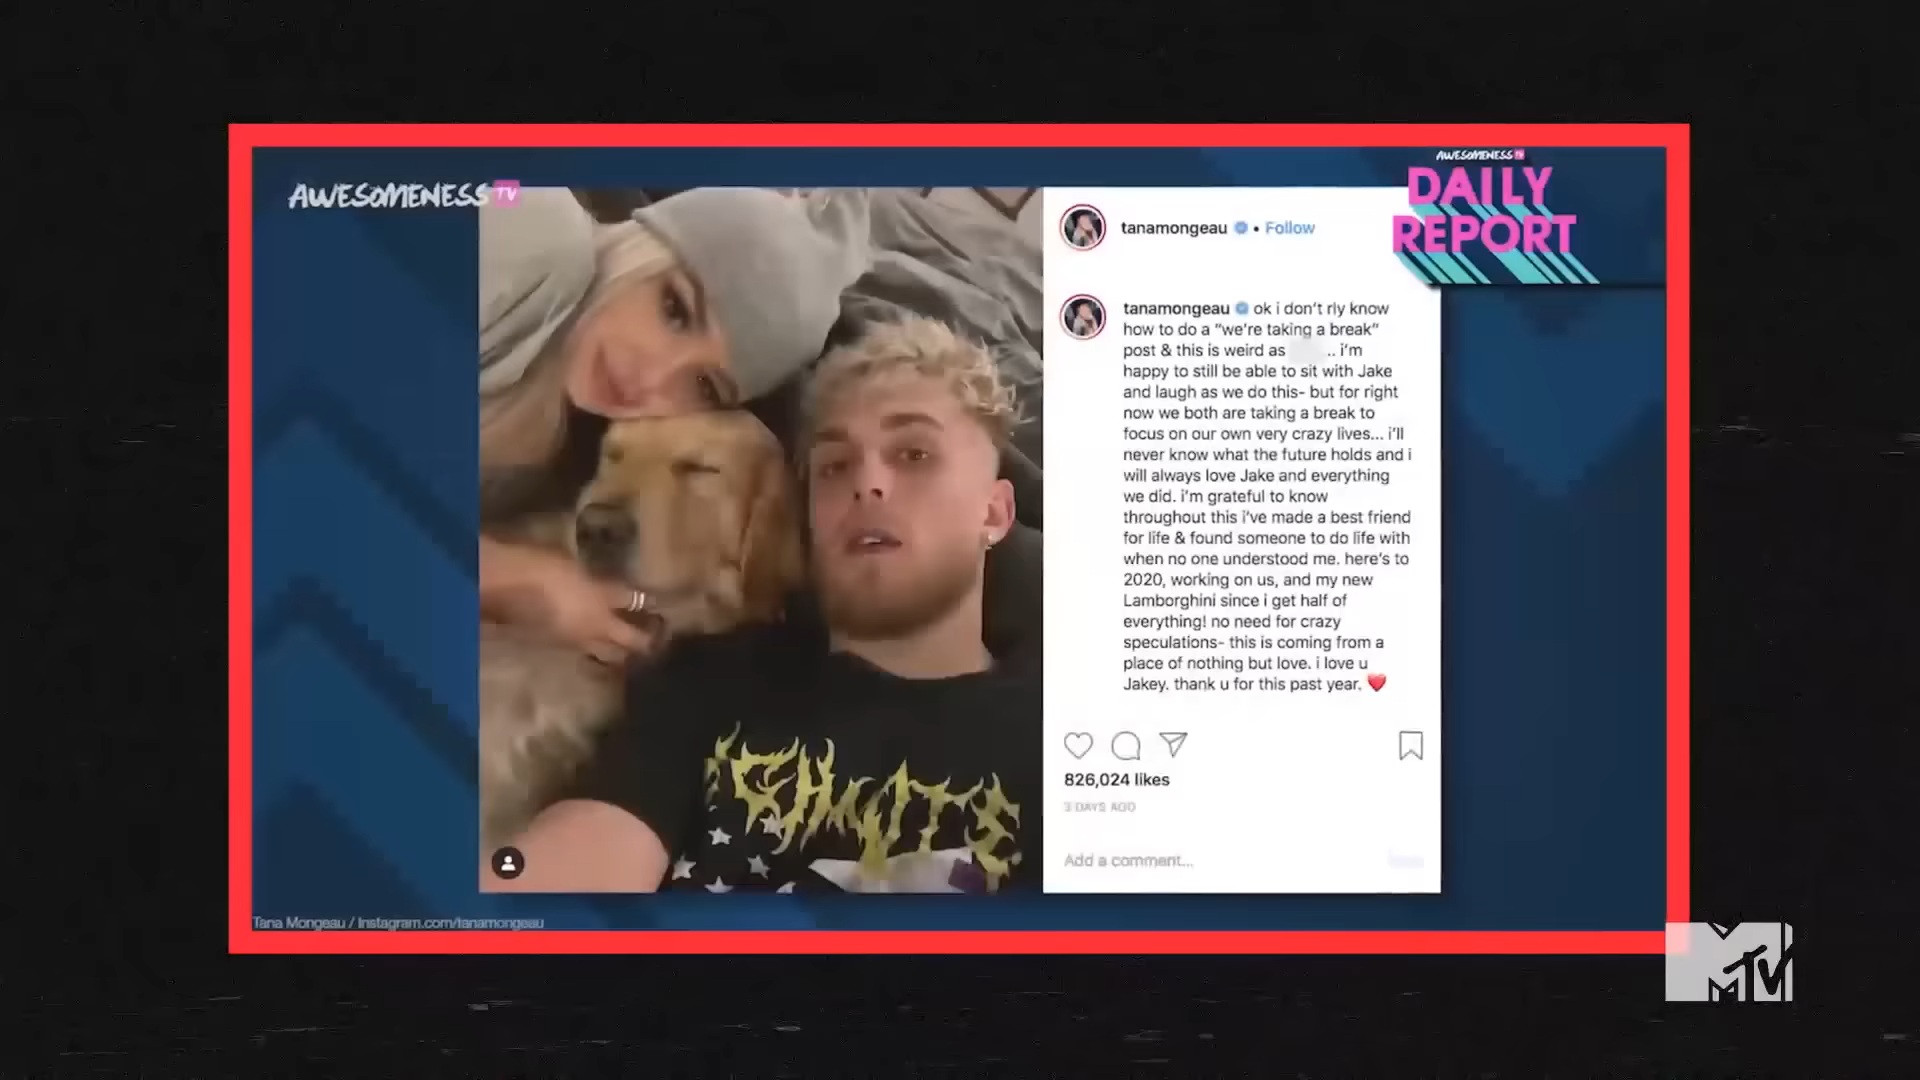 AWESOMENESS TV
AWESOMENESS TV
DAILY
REPORT
tanamongeau • Follow
tanamongeau ok i don't rly know
how to do a "we're taking a break"
post & this is weird as .. i'm
happy to still be able to sit with Jake
and laugh as we do this- but for right
now we both are taking a break to
focus on our own very crazy lives... i'll
never know what the future holds and i
will always love Jake and everything
we did. i'm grateful to know
throughout this i've made a best friend
for life & found someone to do life with
when no one understood me. here's to
2020, working on us, and my new
Lamborghini since i get half of
everything! no need for crazy
speculations- this is coming from a
place of nothing but love. i love u
Jakey. thank u for this past year. ❤️
826,024 likes
3 DAYS AGO
Add a comment...
Tana Mongeau / Instagram.com/tanamongeau
MTV